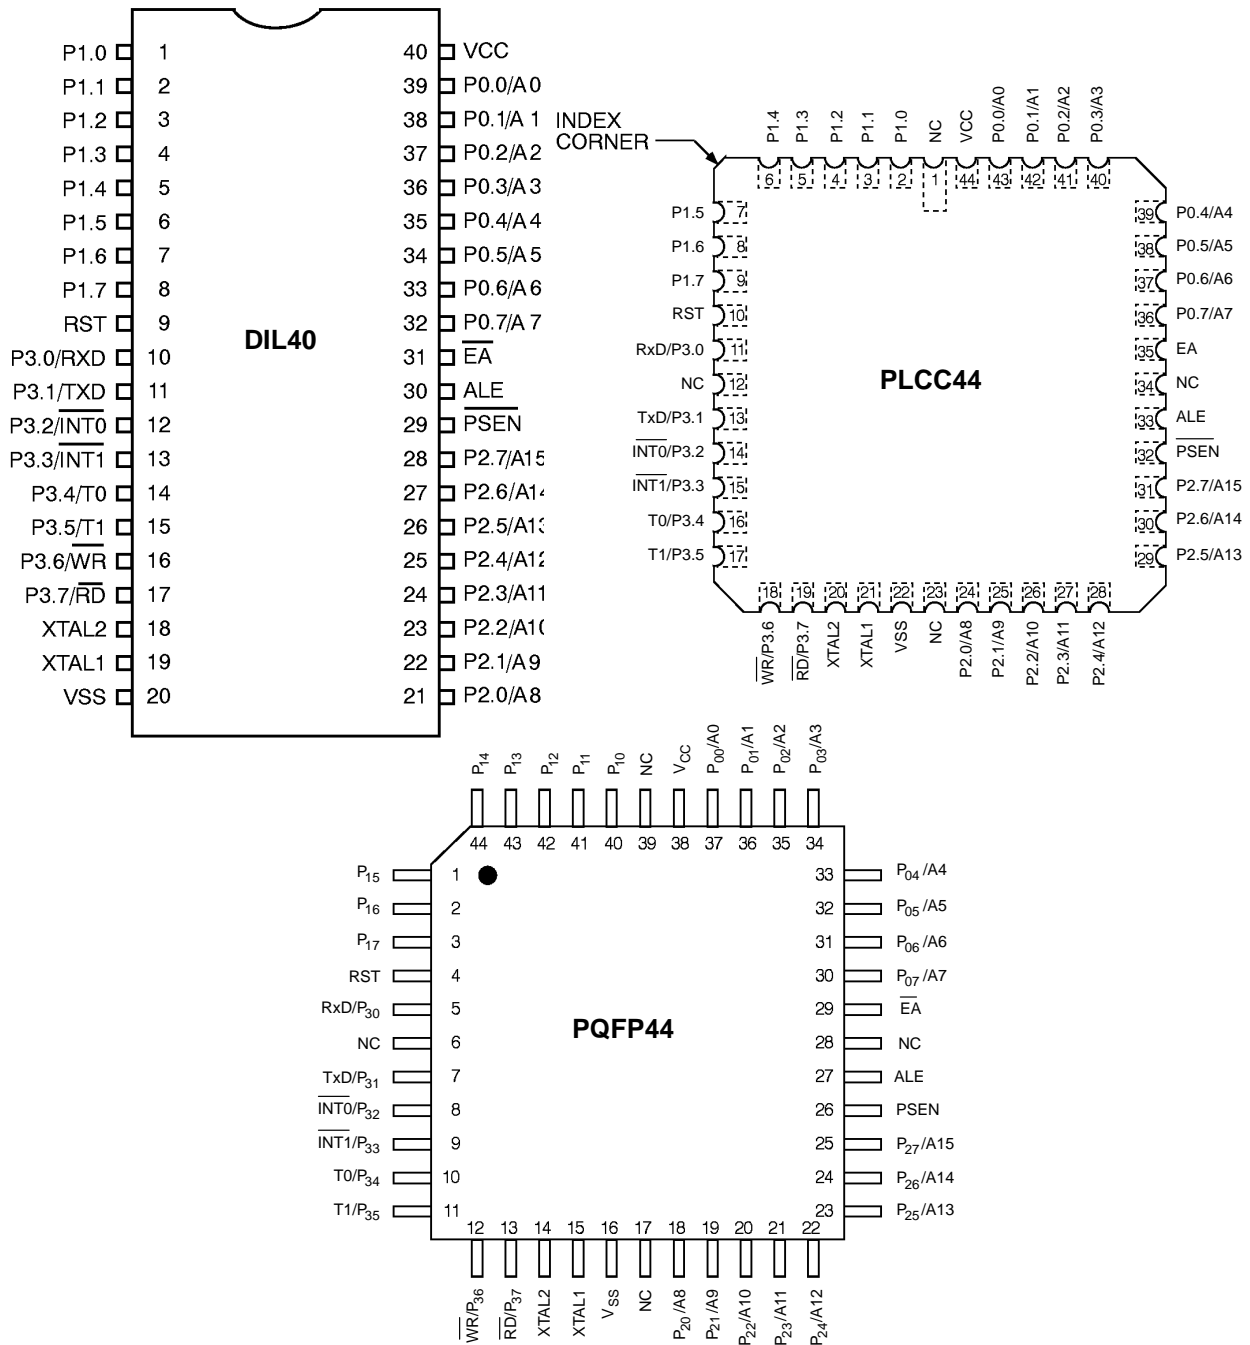 P1.0 1 40 VCC
P1.1 2 39 P0.0/A0
P1.2 3 38 P0.1/A 1
P1.3 4 37 P0.2/A2
P1.4 5 36 P0.3/A3
P1.5 6 35 P0.4/A4
P1.6 7 34 P0.5/A5
P1.7 8 33 P0.6/A6
RST 9 32 P0.7/A7
P3.0/RXD 10 31 EA
P3.1/TXD 11 30 ALE
P3.2/INT0 12 29 PSEN
P3.3/INT1 13 28 P2.7/A15
P3.4/T0 14 27 P2.6/A14
P3.5/T1 15 26 P2.5/A13
P3.6/WR 16 25 P2.4/A12
P3.7/RD 17 24 P2.3/A11
XTAL2 18 23 P2.2/A10
XTAL1 19 22 P2.1/A9
VSS 20 21 P2.0/A8
DIL40
INDEX
CORNER
P1.4 P1.3 P1.2 P1.1 P1.0 NC VCC P0.0/A0 P0.1/A1 P0.2/A2 P0.3/A3
6 5 4 3 2 1 44 43 42 41 40
P1.5 7 39 P0.4/A4
P1.6 8 38 P0.5/A5
P1.7 9 37 P0.6/A6
RST 10 36 P0.7/A7
RxD/P3.0 11 35 EA
NC 12 34 NC
TxD/P3.1 13 33 ALE
INT0/P3.2 14 32 PSEN
INT1/P3.3 15 31 P2.7/A15
T0/P3.4 16 30 P2.6/A14
T1/P3.5 17 29 P2.5/A13
PLCC44
18 19 20 21 22 23 24 25 26 27 28
WR/P3.6 RD/P3.7 XTAL2 XTAL1 VSS NC P2.0/A8 P2.1/A9 P2.2/A10 P2.3/A11 P2.4/A12
P14 P13 P12 P11 P10 NC VCC P00/A0 P01/A1 P02/A2 P03/A3
44 43 42 41 40 39 38 37 36 35 34
P15 1 33 P04/A4
P16 2 32 P05/A5
P17 3 31 P06/A6
RST 4 30 P07/A7
RxD/P30 5 29 EA
NC 6 28 NC
TxD/P31 7 27 ALE
INT0/P32 8 26 PSEN
INT1/P33 9 25 P27/A15
T0/P34 10 24 P26/A14
T1/P35 11 23 P25/A13
PQFP44
12 13 14 15 16 17 18 19 20 21 22
WR/P36 RD/P37 XTAL2 XTAL1 VSS NC P20/A8 P21/A9 P22/A10 P23/A11 P24/A12